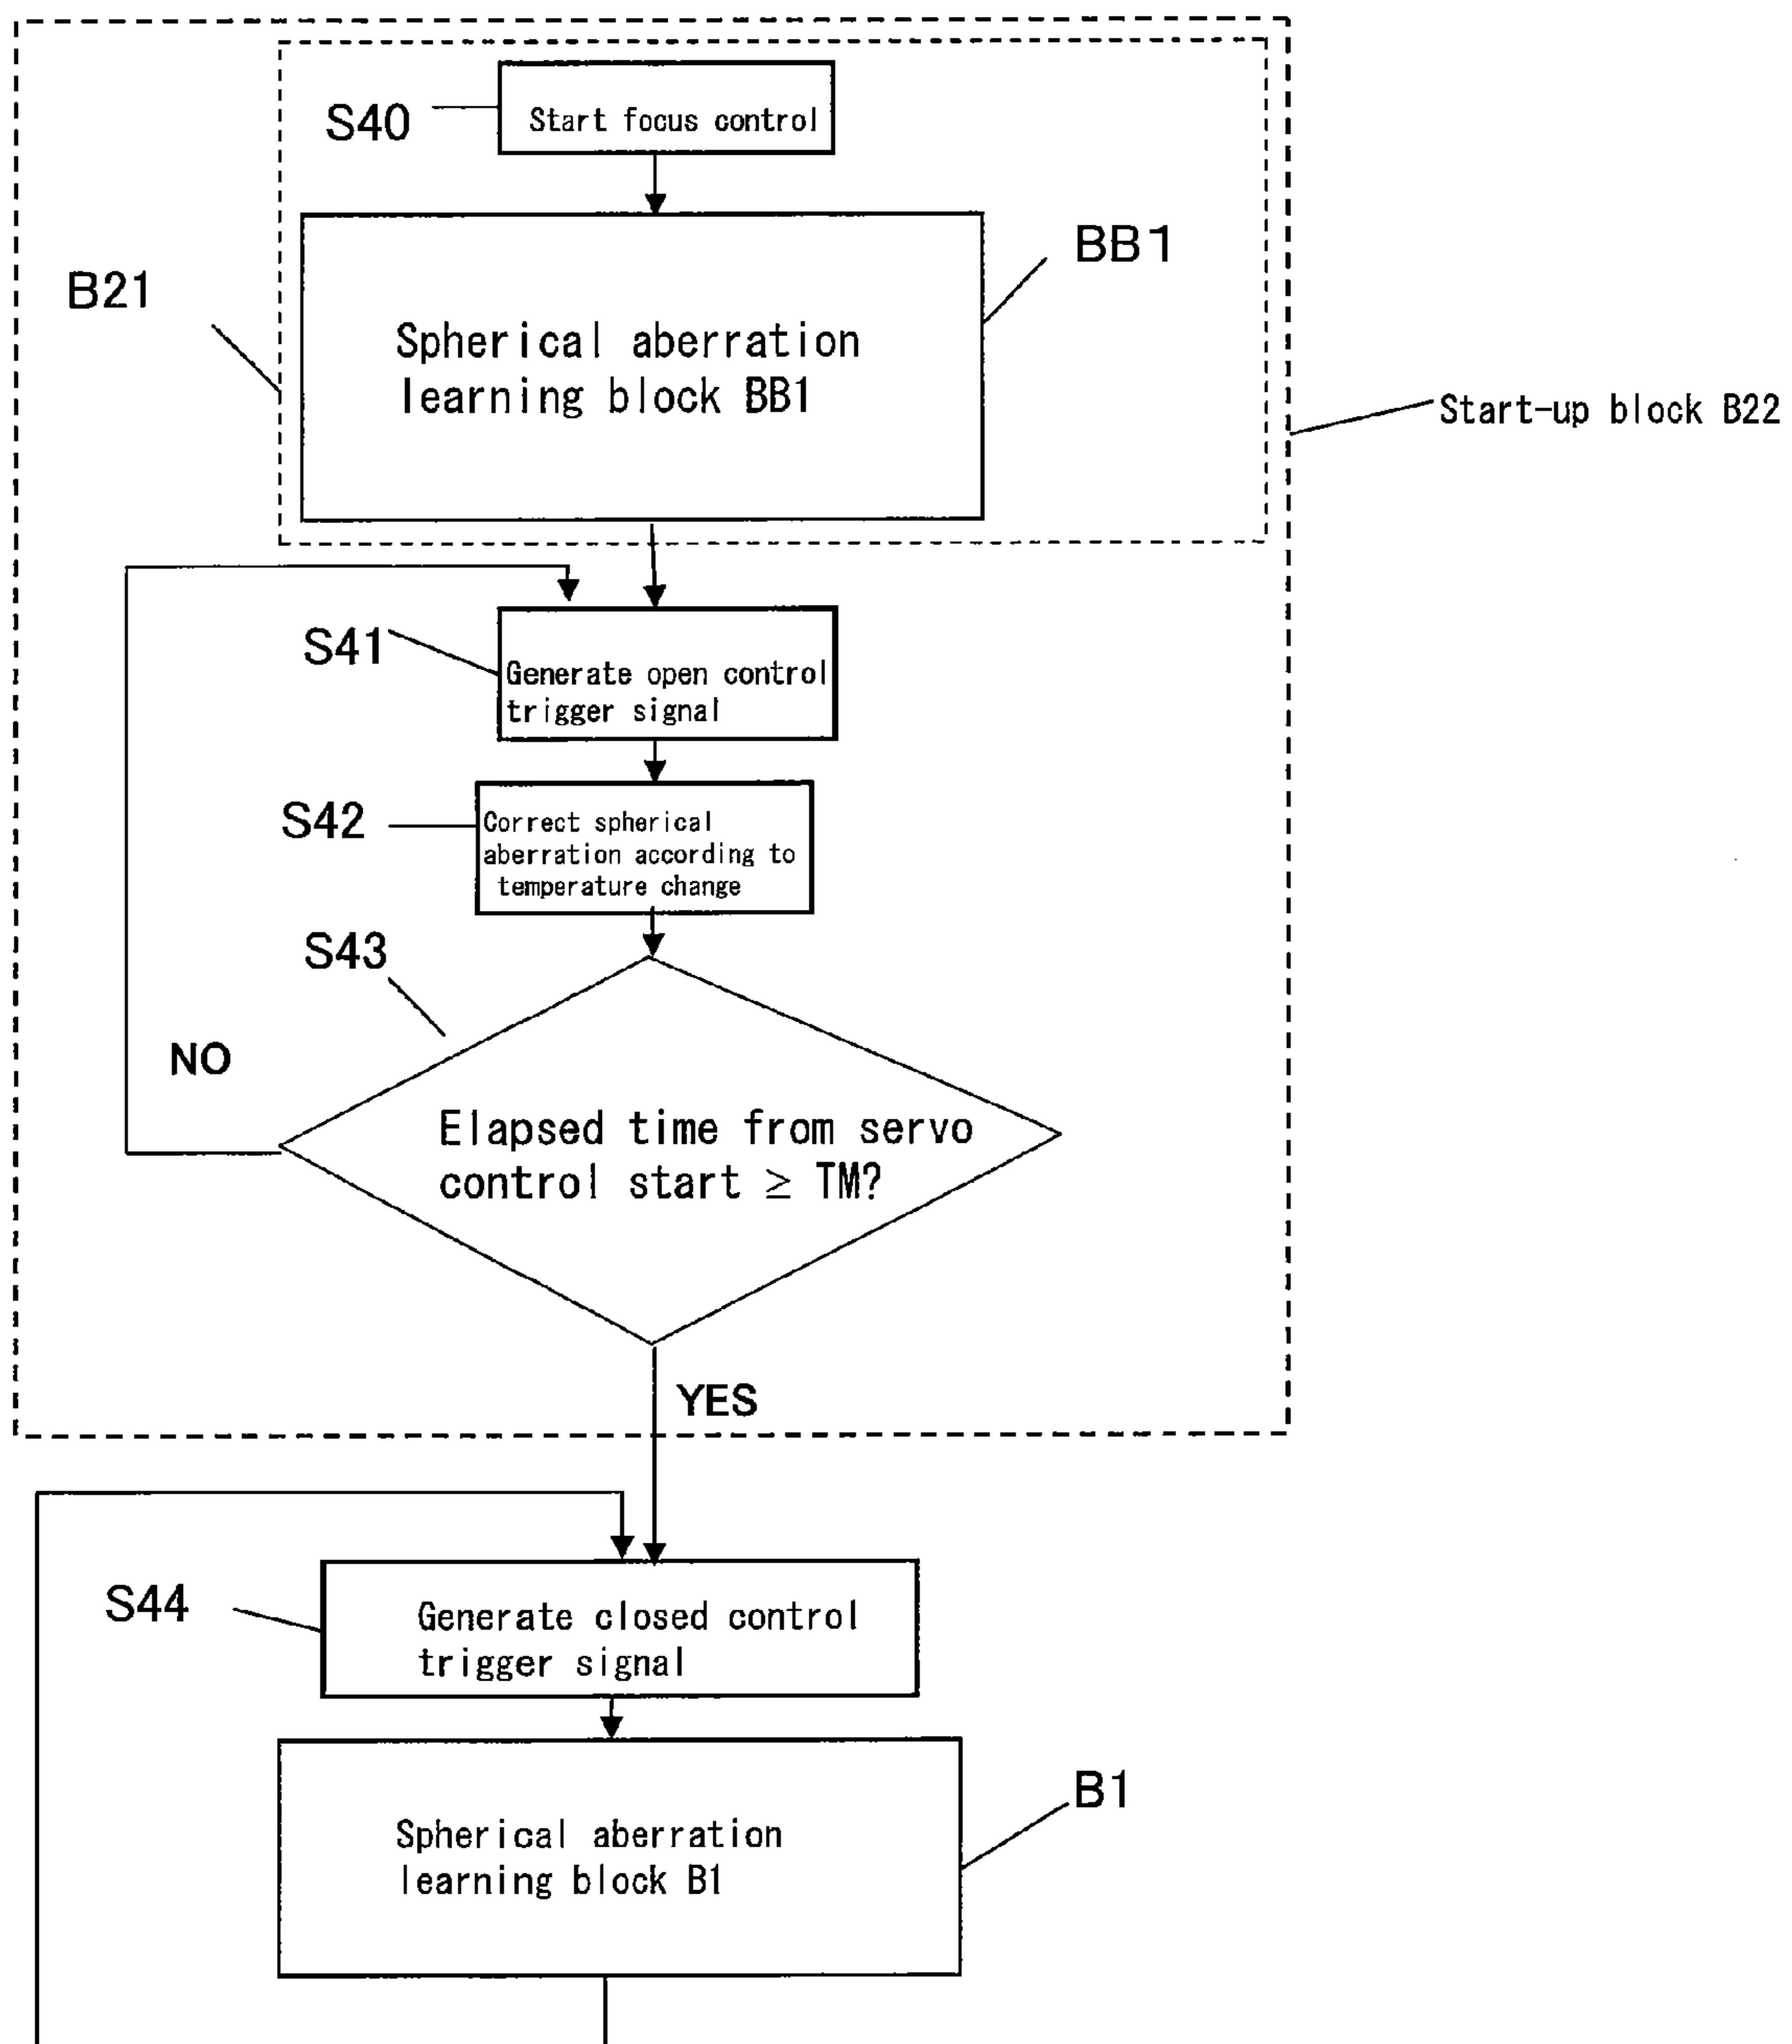 S40
Start focus control
BB1
B21
Spherical aberration
learning block BB1
Start-up block B22
S41
Generate open control
trigger signal
S42
Correct spherical
aberration according to
temperature change
S43
NO
Elapsed time from servo
control start ≥ TM?
YES
S44
Generate closed control
trigger signal
B1
Spherical aberration
learning block B1